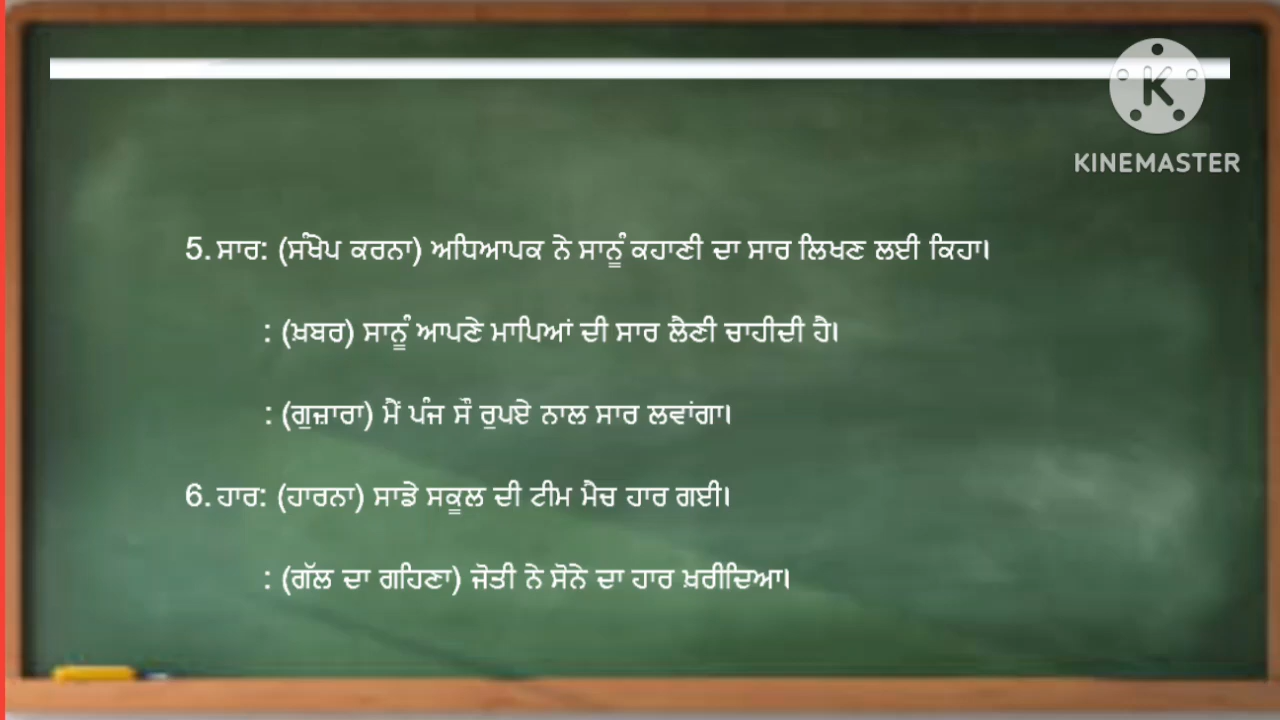 KINEMASTER
5. ਸਾਰ: (ਸੰਖੇਪ ਕਰਨਾ) ਅਧਿਆਪਕ ਨੇ ਸਾਨੂੰ ਕਹਾਣੀ ਦਾ ਸਾਰ ਲਿਖਣ ਲਈ ਕਿਹਾ।
: (ਖ਼ਬਰ) ਸਾਨੂੰ ਆਪਣੇ ਮਾਪਿਆਂ ਦੀ ਸਾਰ ਲੈਣੀ ਚਾਹੀਦੀ ਹੈ।
: (ਗੁਜ਼ਾਰਾ) ਮੈਂ ਪੰਜ ਸੌ ਰੁਪਏ ਨਾਲ ਸਾਰ ਲਵਾਂਗਾ।
6. ਹਾਰ: (ਹਾਰਨਾ) ਸਾਡੇ ਸਕੂਲ ਦੀ ਟੀਮ ਮੈਚ ਹਾਰ ਗਈ।
: (ਗੱਲ ਦਾ ਗਹਿਣਾ) ਜੋਤੀ ਨੇ ਸੋਨੇ ਦਾ ਹਾਰ ਖ਼ਰੀਦਿਆ।